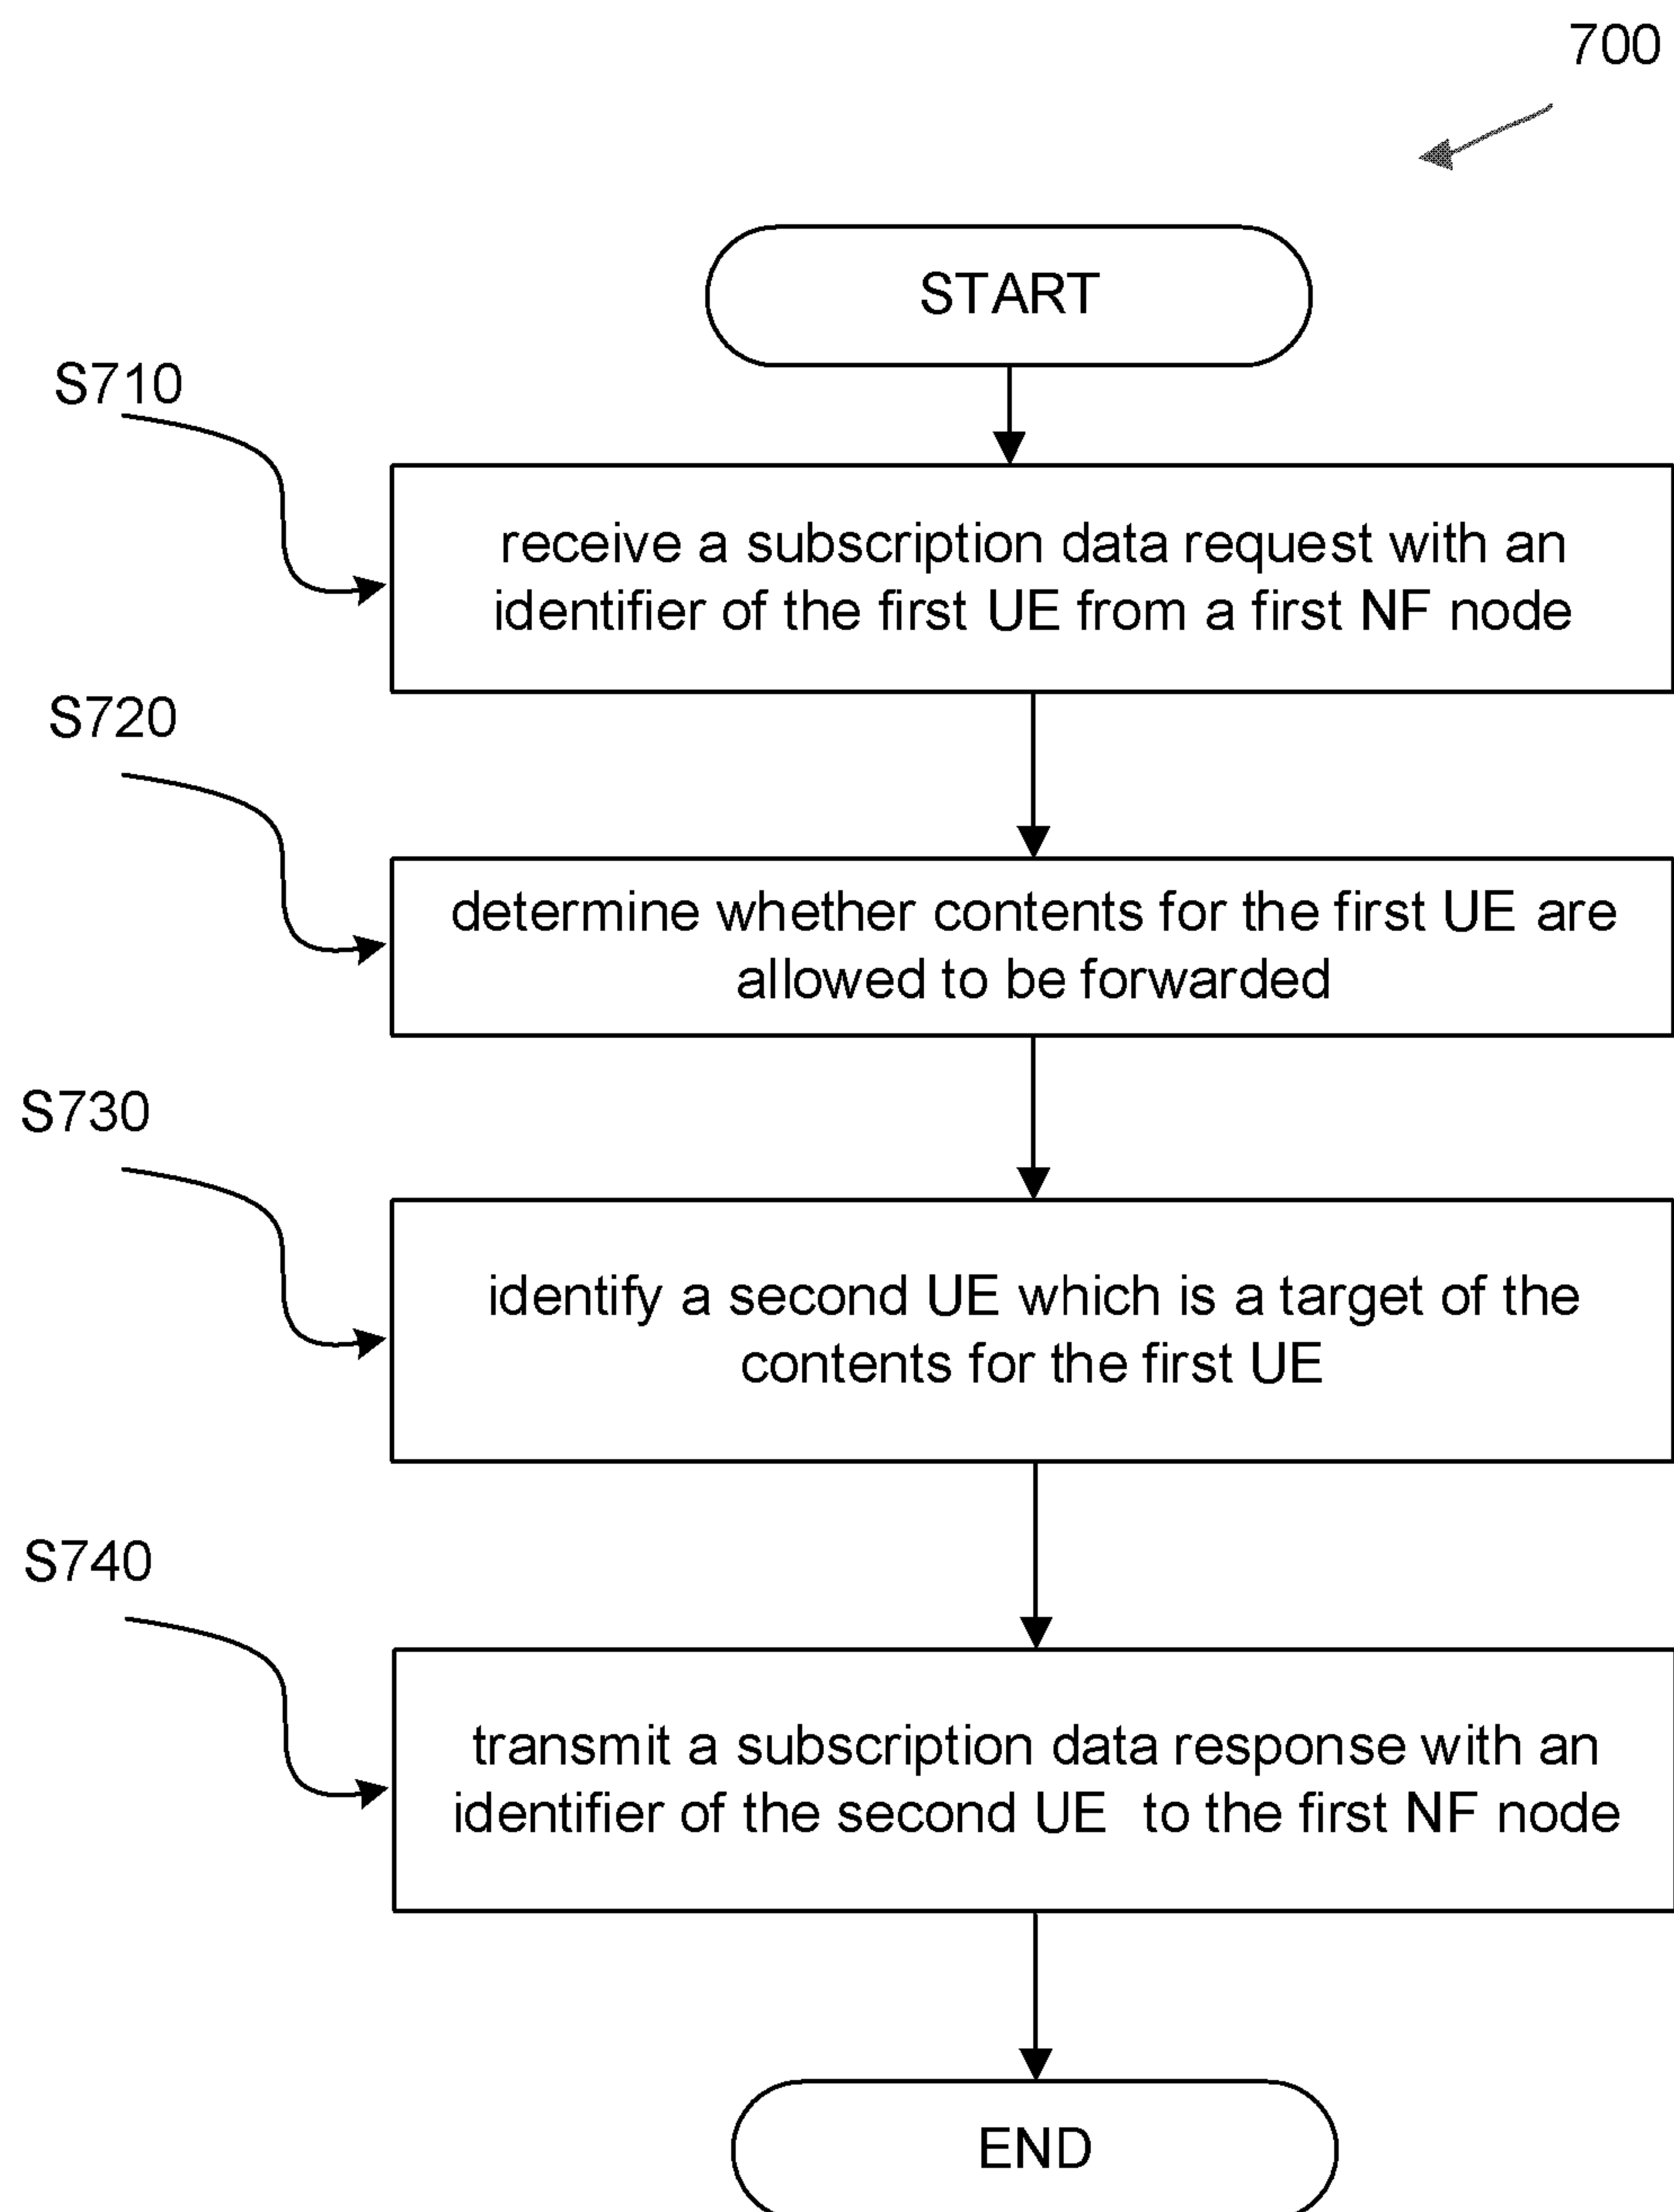 700
START
S710
receive a subscription data request with an
identifier of the first UE from a first NF node
S720
determine whether contents for the first UE are
allowed to be forwarded
S730
identify a second UE which is a target of the
contents for the first UE
S740
transmit a subscription data response with an
identifier of the second UE to the first NF node
END